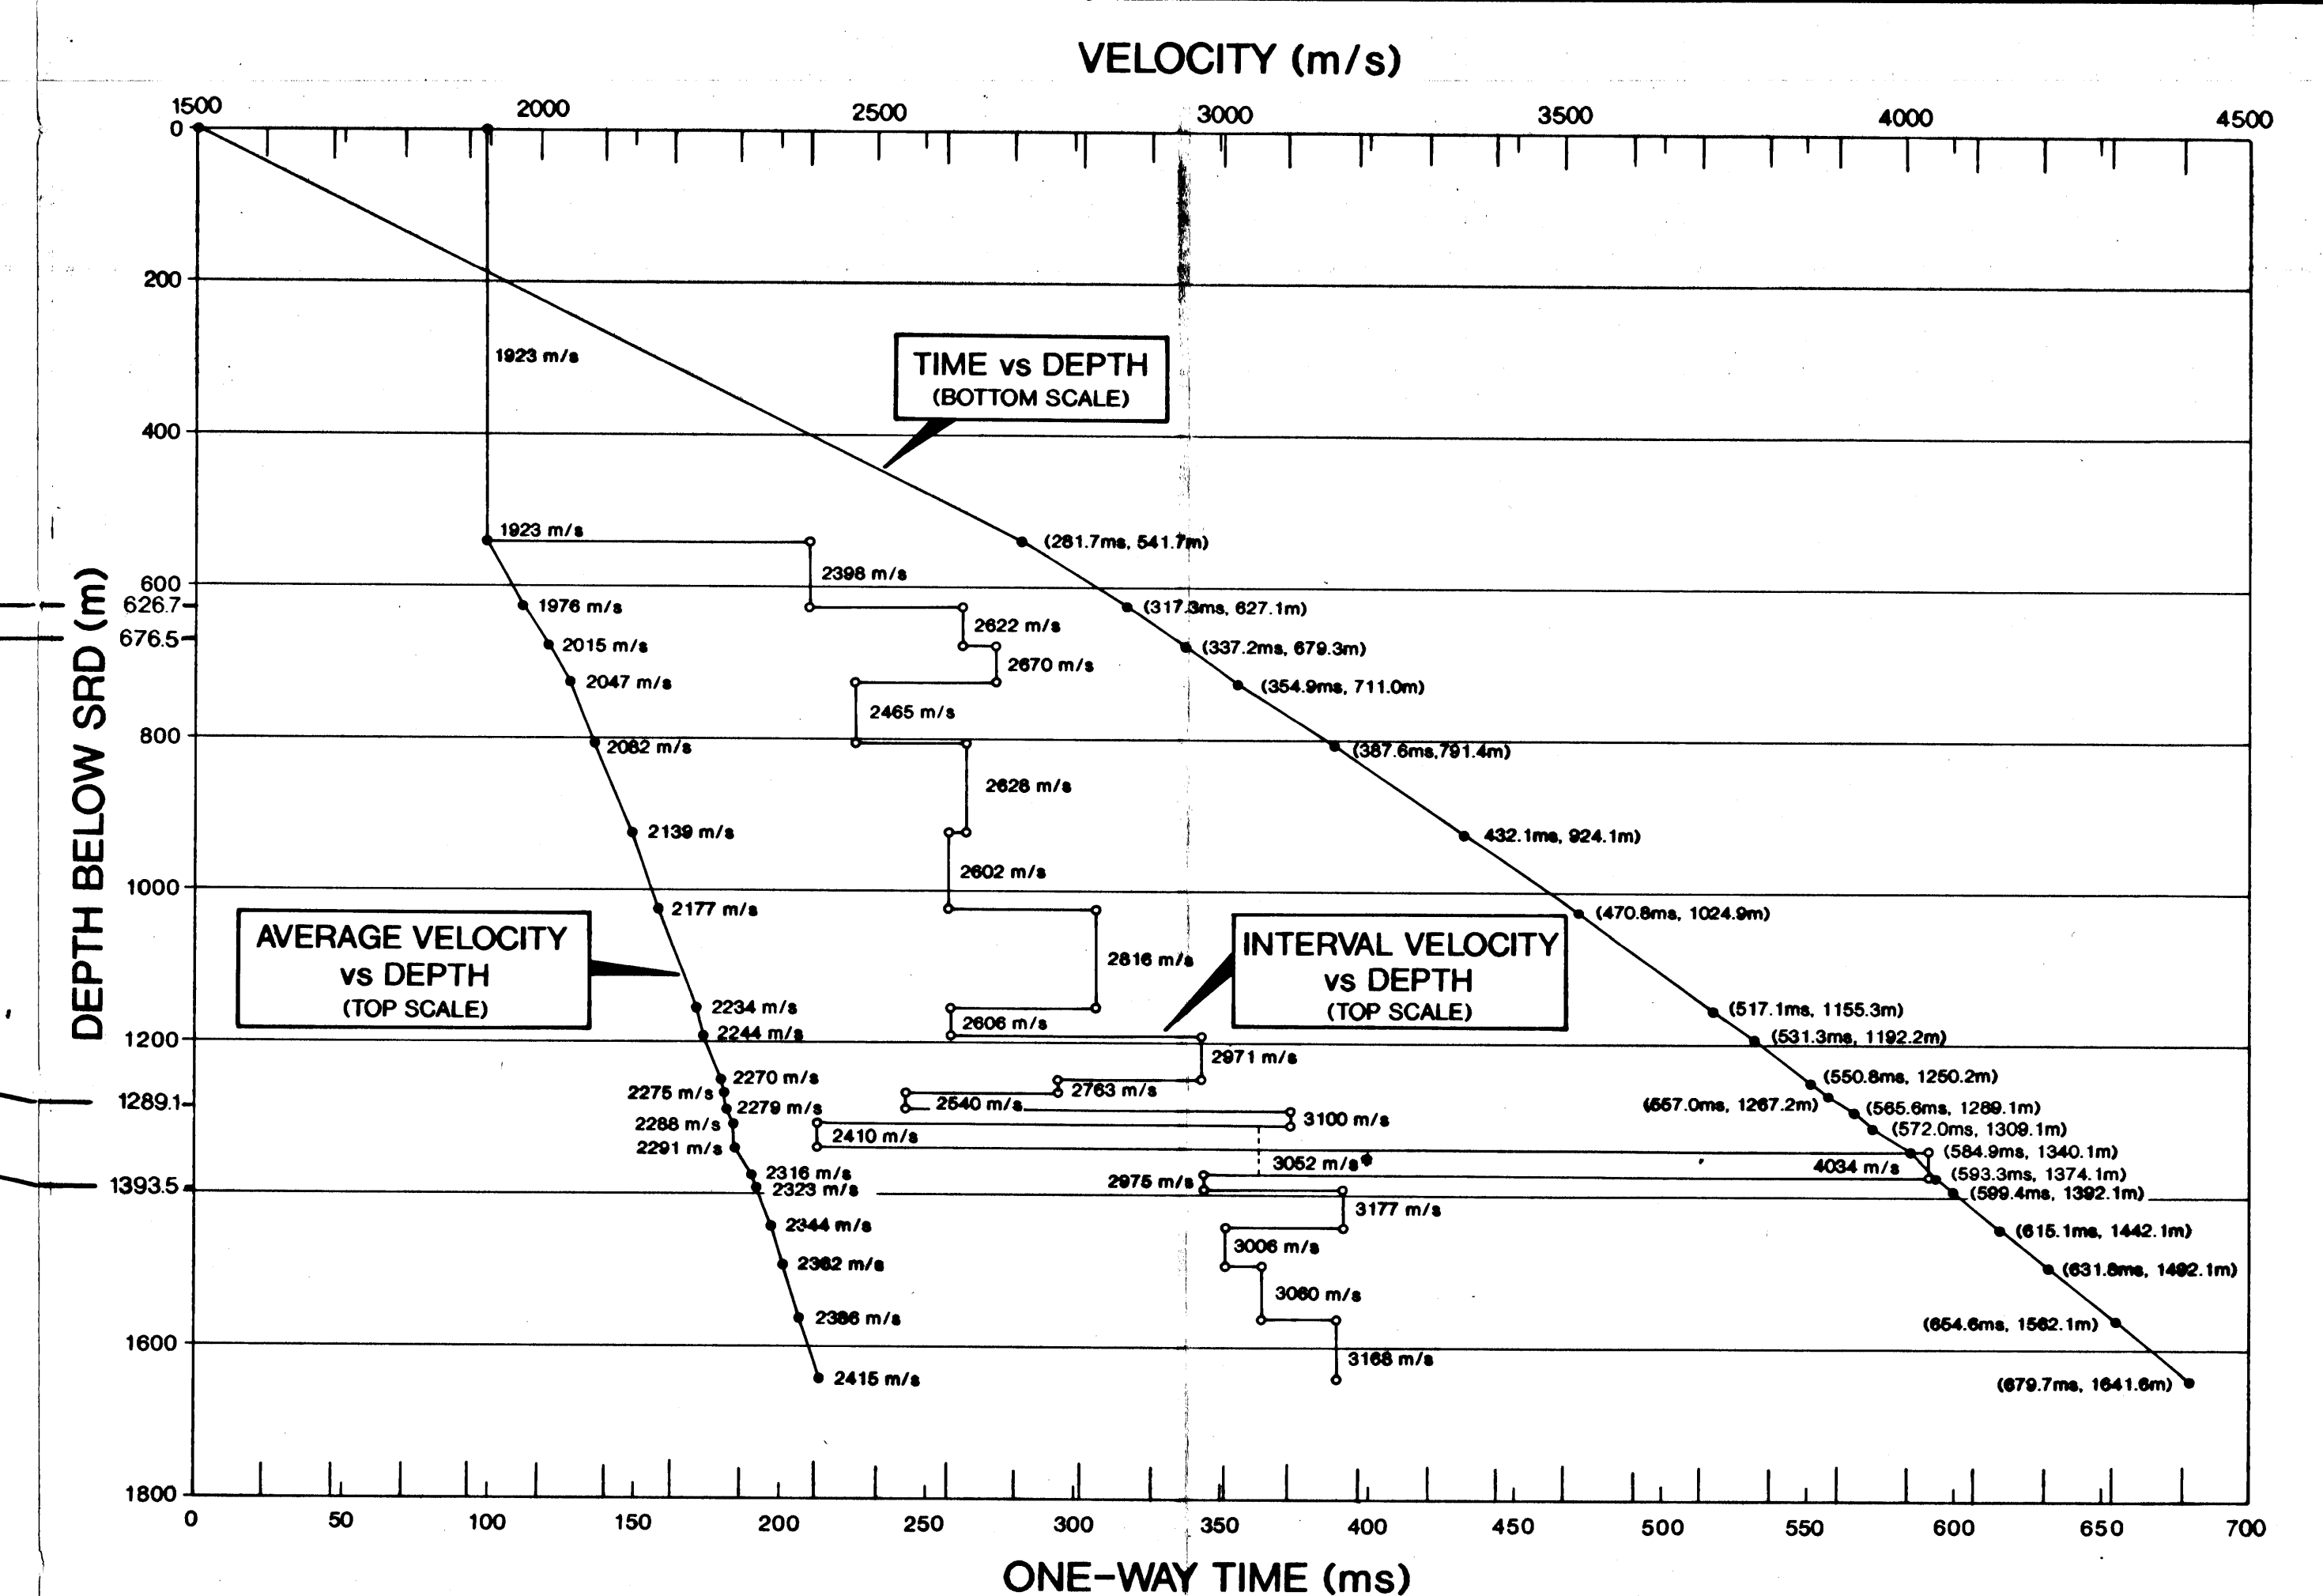 VELOCITY (m/s)
1500 2000 2500 3000 3500 4000 4500
0
200
1923 m/s
TIME vs DEPTH
(BOTTOM SCALE)
400
1923 m/s
(281.7ms, 541.7m)
2398 m/s
600
626.7
1976 m/s
(317.3ms, 627.1m)
2622 m/s
676.5
2015 m/s
(337.2ms, 679.3m)
2670 m/s
2047 m/s
(354.9ms, 711.0m)
2465 m/s
800
2082 m/s
(387.6ms,791.4m)
2628 m/s
2139 m/s
432.1ms, 924.1m)
2602 m/s
1000
2177 m/s
(470.8ms, 1024.9m)
AVERAGE VELOCITY
vs DEPTH
(TOP SCALE)
INTERVAL VELOCITY
vs DEPTH
(TOP SCALE)
2816 m/s
2234 m/s
(517.1ms, 1155.3m)
2606 m/s
1200
2244 m/s
(531.3ms, 1192.2m)
2971 m/s
2270 m/s
(550.8ms, 1250.2m)
2275 m/s
2763 m/s
1289.1
2279 m/s
2540 m/s
(557.0ms, 1267.2m)
(565.6ms, 1289.1m)
2288 m/s
3100 m/s
(572.0ms, 1309.1m)
2410 m/s
2291 m/s
(584.9ms, 1340.1m)
3052 m/s*
4034 m/s
2316 m/s
(593.3ms, 1374.1m)
1393.5
2323 m/s
2975 m/s
(599.4ms, 1392.1m)
3177 m/s
2344 m/s
(615.1ms, 1442.1m)
3006 m/s
2362 m/s
(631.8ms, 1492.1m)
3060 m/s
2386 m/s
(654.6ms, 1562.1m)
1600
3168 m/s
2415 m/s
(679.7ms, 1641.6m)
1800
0 50 100 150 200 250 300 350 400 450 500 550 600 650 700
ONE-WAY TIME (ms)
DEPTH BELOW SRD (m)